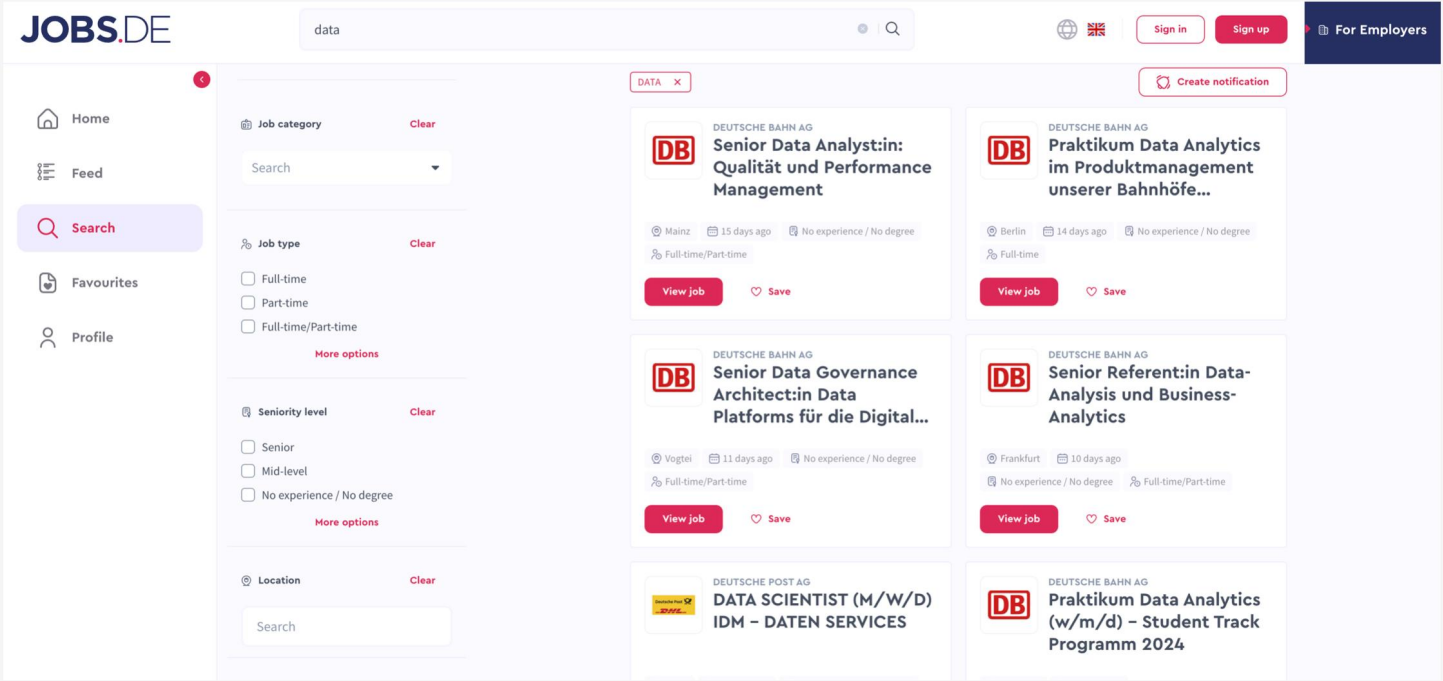 JOBS.DE
data
Sign in
Sign up
For Employers
Home
Feed
Search
Favourites
Profile
Job category
Clear
Search
Job type
Clear
Full-time
Part-time
Full-time/Part-time
More options
Seniority level
Clear
Senior
Mid-level
No experience / No degree
More options
Location
Clear
Search
DATA ×
Create notification
DB
DEUTSCHE BAHN AG
Senior Data Analyst:in:
Qualität und Performance
Management
Mainz
15 days ago
No experience / No degree
Full-time/Part-time
View job
Save
DB
DEUTSCHE BAHN AG
Praktikum Data Analytics
im Produktmanagement
unserer Bahnhöfe...
Berlin
14 days ago
No experience / No degree
Full-time
View job
Save
DB
DEUTSCHE BAHN AG
Senior Data Governance
Architect:in Data
Platforms für die Digital...
Vogtei
11 days ago
No experience / No degree
Full-time/Part-time
View job
Save
DB
DEUTSCHE BAHN AG
Senior Referent:in Data-
Analysis und Business-
Analytics
Frankfurt
10 days ago
No experience / No degree
Full-time/Part-time
View job
Save
Deutsche Post
DHL
DEUTSCHE POST AG
DATA SCIENTIST (M/W/D)
IDM – DATEN SERVICES
DB
DEUTSCHE BAHN AG
Praktikum Data Analytics
(w/m/d) – Student Track
Programm 2024